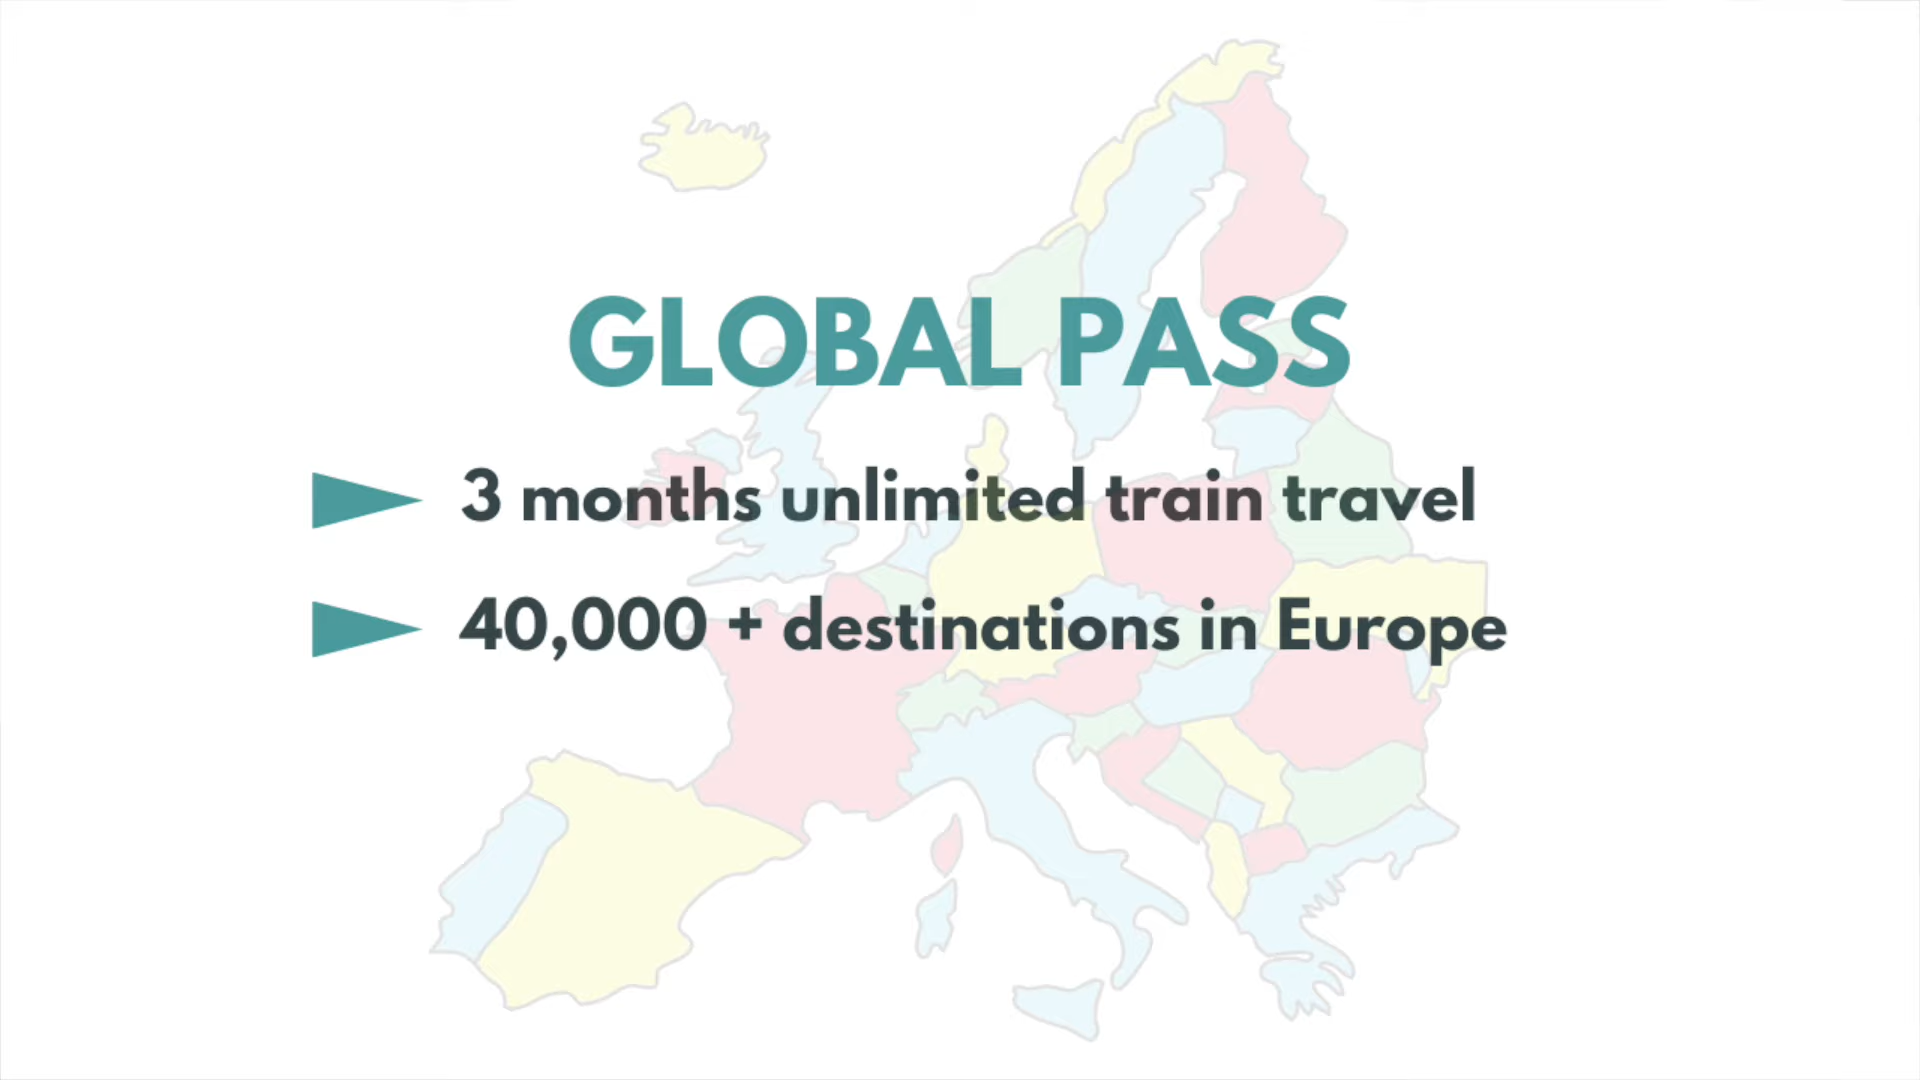 GLOBAL PASS
3 months unlimited train travel
40,000 + destinations in Europe